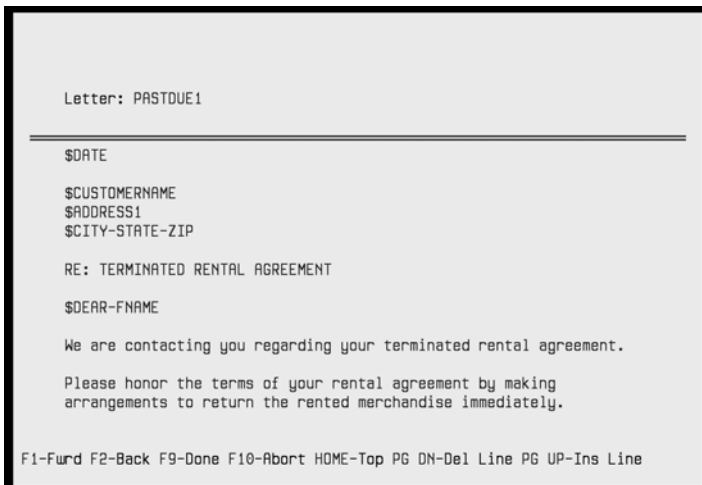 Letter: PASTDUE1
$DATE
$CUSTOMERNAME
$ADDRESS1
$CITY-STATE-ZIP
RE: TERMINATED RENTAL AGREEMENT
$DEAR-FNAME
We are contacting you regarding your terminated rental agreement.
Please honor the terms of your rental agreement by making
arrangements to return the rented merchandise immediately.
F1-Fwrd F2-Back F9-Done F10-Abort HOME-Top PG DN-Del Line PG UP-Ins Line